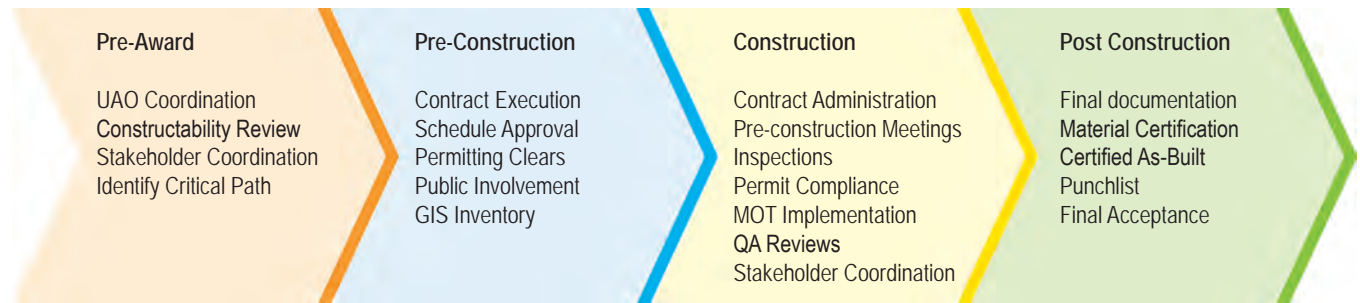 Pre-Award
UAO Coordination
Constructability Review
Stakeholder Coordination
Identify Critical Path
Pre-Construction
Contract Execution
Schedule Approval
Permitting Clears
Public Involvement
GIS Inventory
Construction
Contract Administration
Pre-construction Meetings
Inspections
Permit Compliance
MOT Implementation
QA Reviews
Stakeholder Coordination
Post Construction
Final documentation
Material Certification
Certified As-Built
Punchlist
Final Acceptance